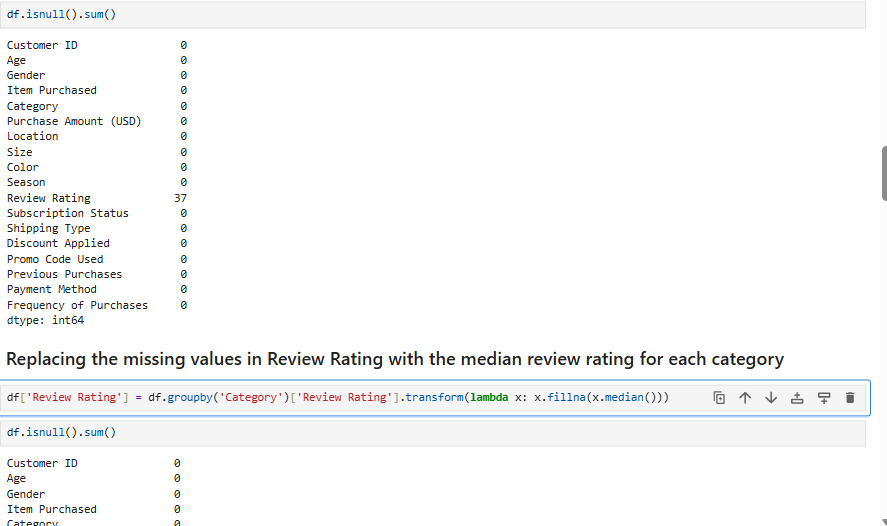 df.isnull().sum()
Customer ID 0
Age 0
Gender 0
Item Purchased 0
Category 0
Purchase Amount (USD) 0
Location 0
Size 0
Color 0
Season 0
Review Rating 37
Subscription Status 0
Shipping Type 0
Discount Applied 0
Promo Code Used 0
Previous Purchases 0
Payment Method 0
Frequency of Purchases 0
dtype: int64
Replacing the missing values in Review Rating with the median review rating for each category
df['Review Rating'] = df.groupby('Category')['Review Rating'].transform(lambda x: x.fillna(x.median()))
df.isnull().sum()
Customer ID 0
Age 0
Gender 0
Item Purchased 0
Category 0